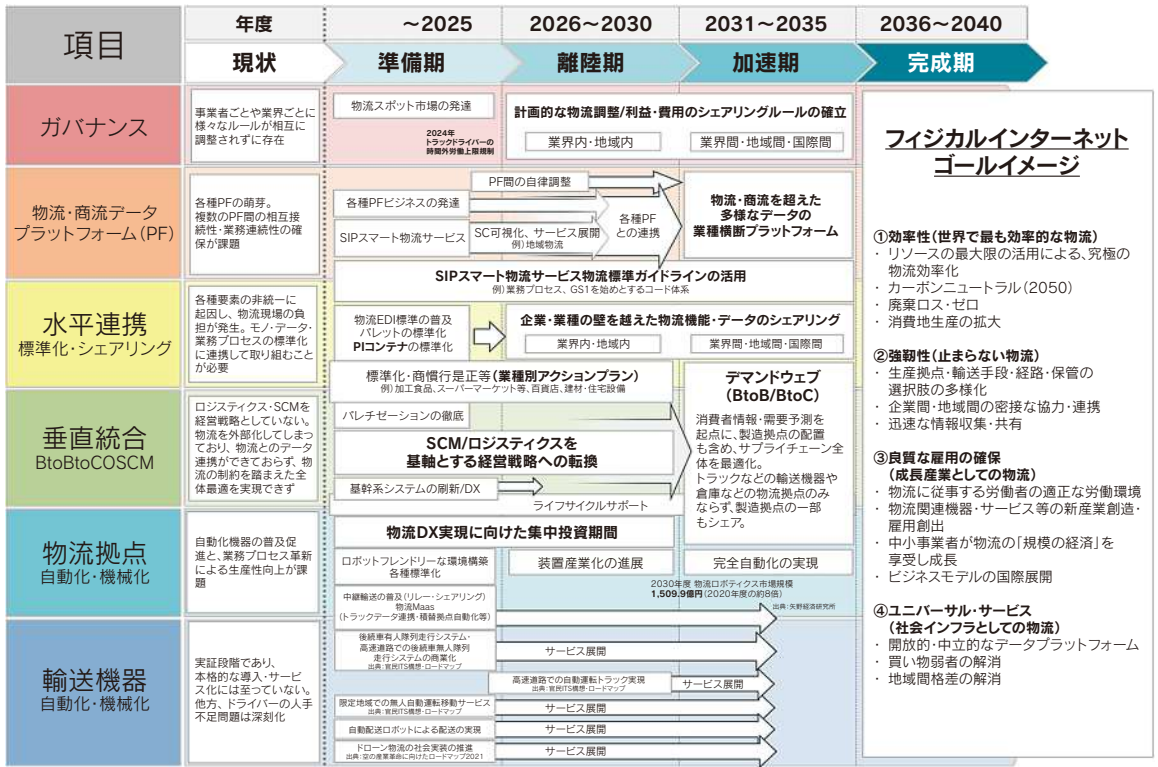 項目
年度
～2025
2026～2030
2031～2035
2036～2040
現状
準備期
離陸期
加速期
完成期
ガバナンス
事業者ごとや業界ごとに
様々なルールが相互に
調整されずに存在
物流スポット市場の発達
2024年
トラックドライバーの
時間外労働上限規制
計画的な物流調整/利益・費用のシェアリングルールの確立
業界内・地域内
業界間・地域間・国際間
物流・商流データ
プラットフォーム(PF)
各種PFの萌芽。
複数のPF間の相互接
続性・業務連続性の確
保が課題
PF間の自律調整
各種PFビジネスの発達
SIPスマート物流サービス
SC可視化、サービス展開
例)地域物流
各種PF
との連携
物流・商流を超えた
多様なデータの
業種横断プラットフォーム
SIPスマート物流サービス物流標準ガイドラインの活用
例)業務プロセス、GS1を始めとするコード体系
水平連携
標準化・シェアリング
各種要素の非統一に
起因し、物流現場の負
担が発生。モノ・データ・
業務プロセスの標準化
に連携して取り組むこと
が必要
物流EDI標準の普及
パレットの標準化
PIコンテナの標準化
企業・業種の壁を越えた物流機能・データのシェアリング
業界内・地域内
業界間・地域間・国際間
標準化・商慣行是正等(業種別アクションプラン)
例)加工食品、スーパーマーケット等、百貨店、建材・住宅設備
垂直統合
BtoBtoCOSCM
ロジスティクス・SCMを
経営戦略としていない。
物流を外部化してしまっ
ており、物流とのデータ
連携ができておらず、物
流の制約を踏まえた全
体最適を実現できず
パレチゼーションの徹底
SCM/ロジスティクスを
基軸とする経営戦略への転換
基幹系システムの刷新/DX
ライフサイクルサポート
デマンドウェブ
(BtoB/BtoC)
消費者情報・需要予測を
起点に、製造拠点の配置
も含め、サプライチェーン全
体を最適化。
トラックなどの輸送機器や
倉庫などの物流拠点のみ
ならず、製造拠点の一部
もシェア。
物流拠点
自動化・機械化
自動化機器の普及促
進と、業務プロセス革新
による生産性向上が課
題
物流DX実現に向けた集中投資期間
ロボットフレンドリーな環境構築
各種標準化
装置産業化の進展
完全自動化の実現
2030年度 物流ロボティクス市場規模
1,509.9億円(2020年度の約8倍)
出典:矢野経済研究所
輸送機器
自動化・機械化
実証段階であり、
本格的な導入・サービ
ス化には至っていない。
他方、ドライバーの人手
不足問題は深刻化
中継輸送の普及(リレー・シェアリング)
物流Maas
(トラックデータ連携・積替拠点自動化等)
後続車有人隊列走行システム・
高速道路での後続車無人隊列
走行システムの商業化
出典:官民ITS構想・ロードマップ
サービス展開
高速道路での自動運転トラック実現
出典:官民ITS構想・ロードマップ
サービス展開
限定地域での無人自動運転移動サービス
出典:官民ITS構想・ロードマップ
サービス展開
自動配送ロボットによる配送の実現
サービス展開
ドローン物流の社会実装の推進
出典:空の産業革命に向けたロードマップ2021
サービス展開
フィジカルインターネット
ゴールイメージ
①効率性(世界で最も効率的な物流)
・ リソースの最大限の活用による、究極の
物流効率化
・ カーボンニュートラル(2050)
・ 廃棄ロス・ゼロ
・ 消費地生産の拡大
②強靭性(止まらない物流)
・ 生産拠点・輸送手段・経路・保管の
選択肢の多様化
・ 企業間・地域間の密接な協力・連携
・ 迅速な情報収集・共有
③良質な雇用の確保
(成長産業としての物流)
・ 物流に従事する労働者の適正な労働環境
・ 物流関連機器・サービス等の新産業創造・
雇用創出
・ 中小事業者が物流の「規模の経済」を
享受し成長
・ ビジネスモデルの国際展開
④ユニバーサル・サービス
(社会インフラとしての物流)
・ 開放的・中立的なデータプラットフォーム
・ 買い物弱者の解消
・ 地域間格差の解消